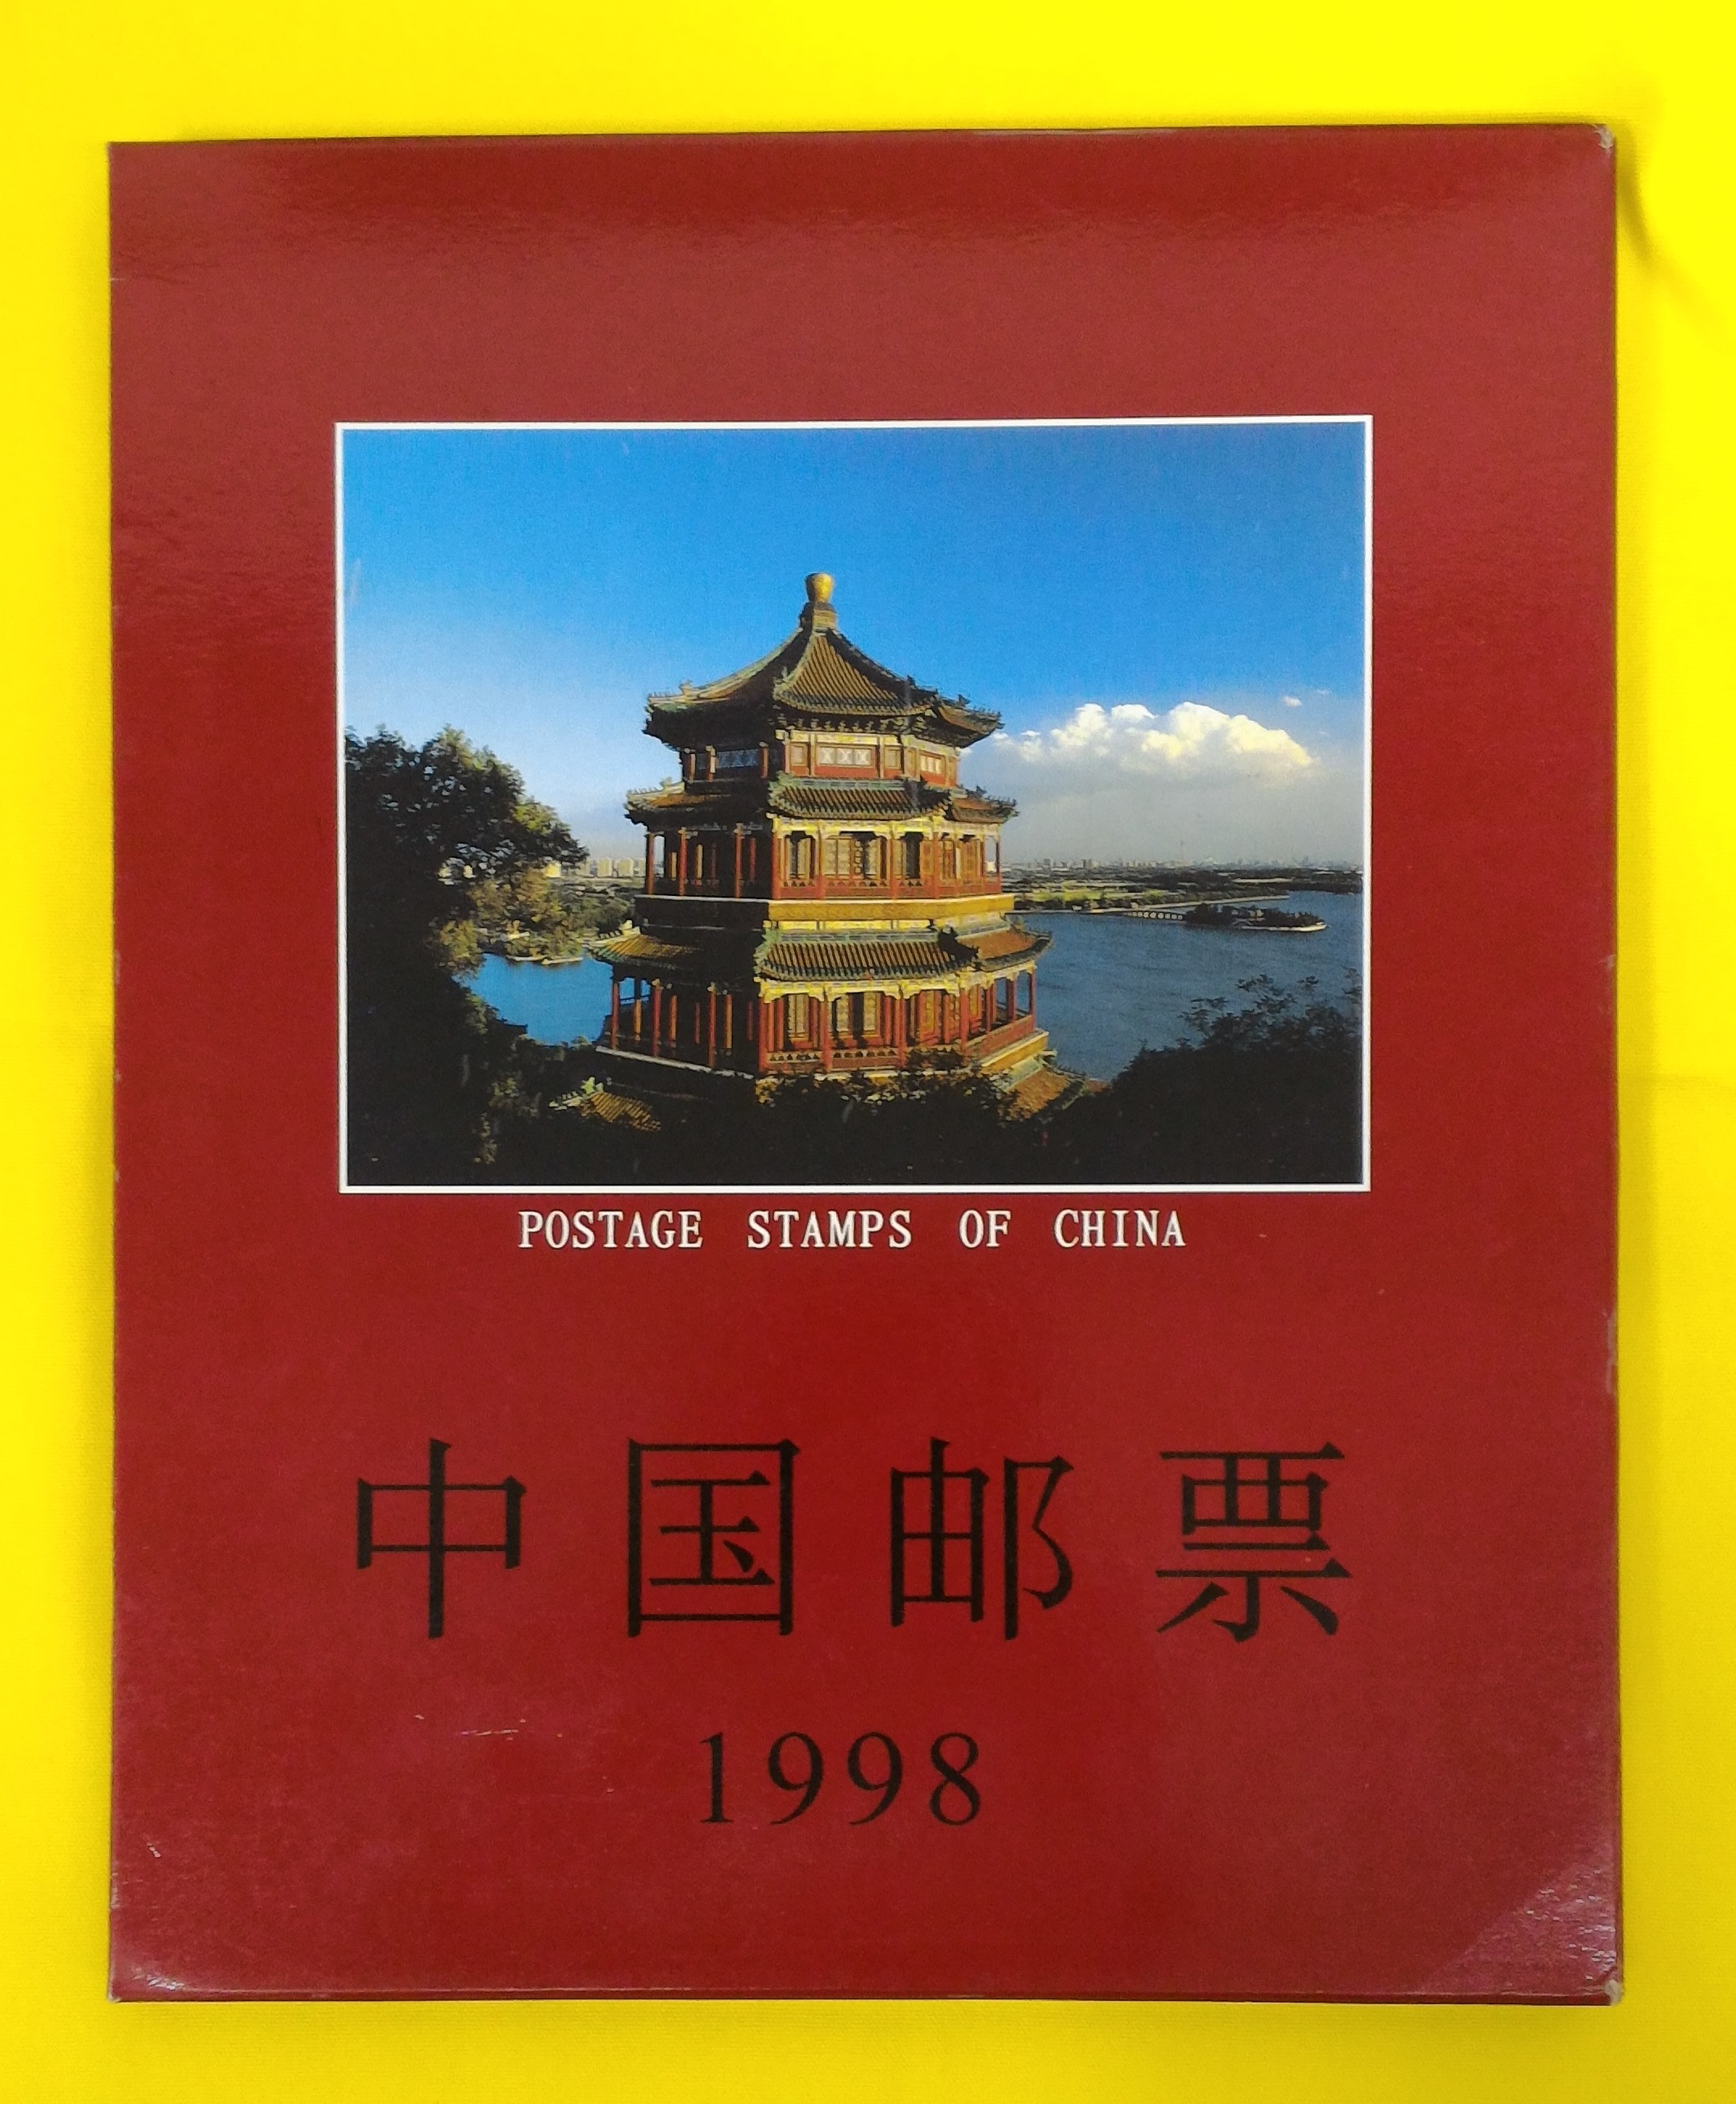 POSTAGE STAMPS OF CHINA
中国邮票
1998